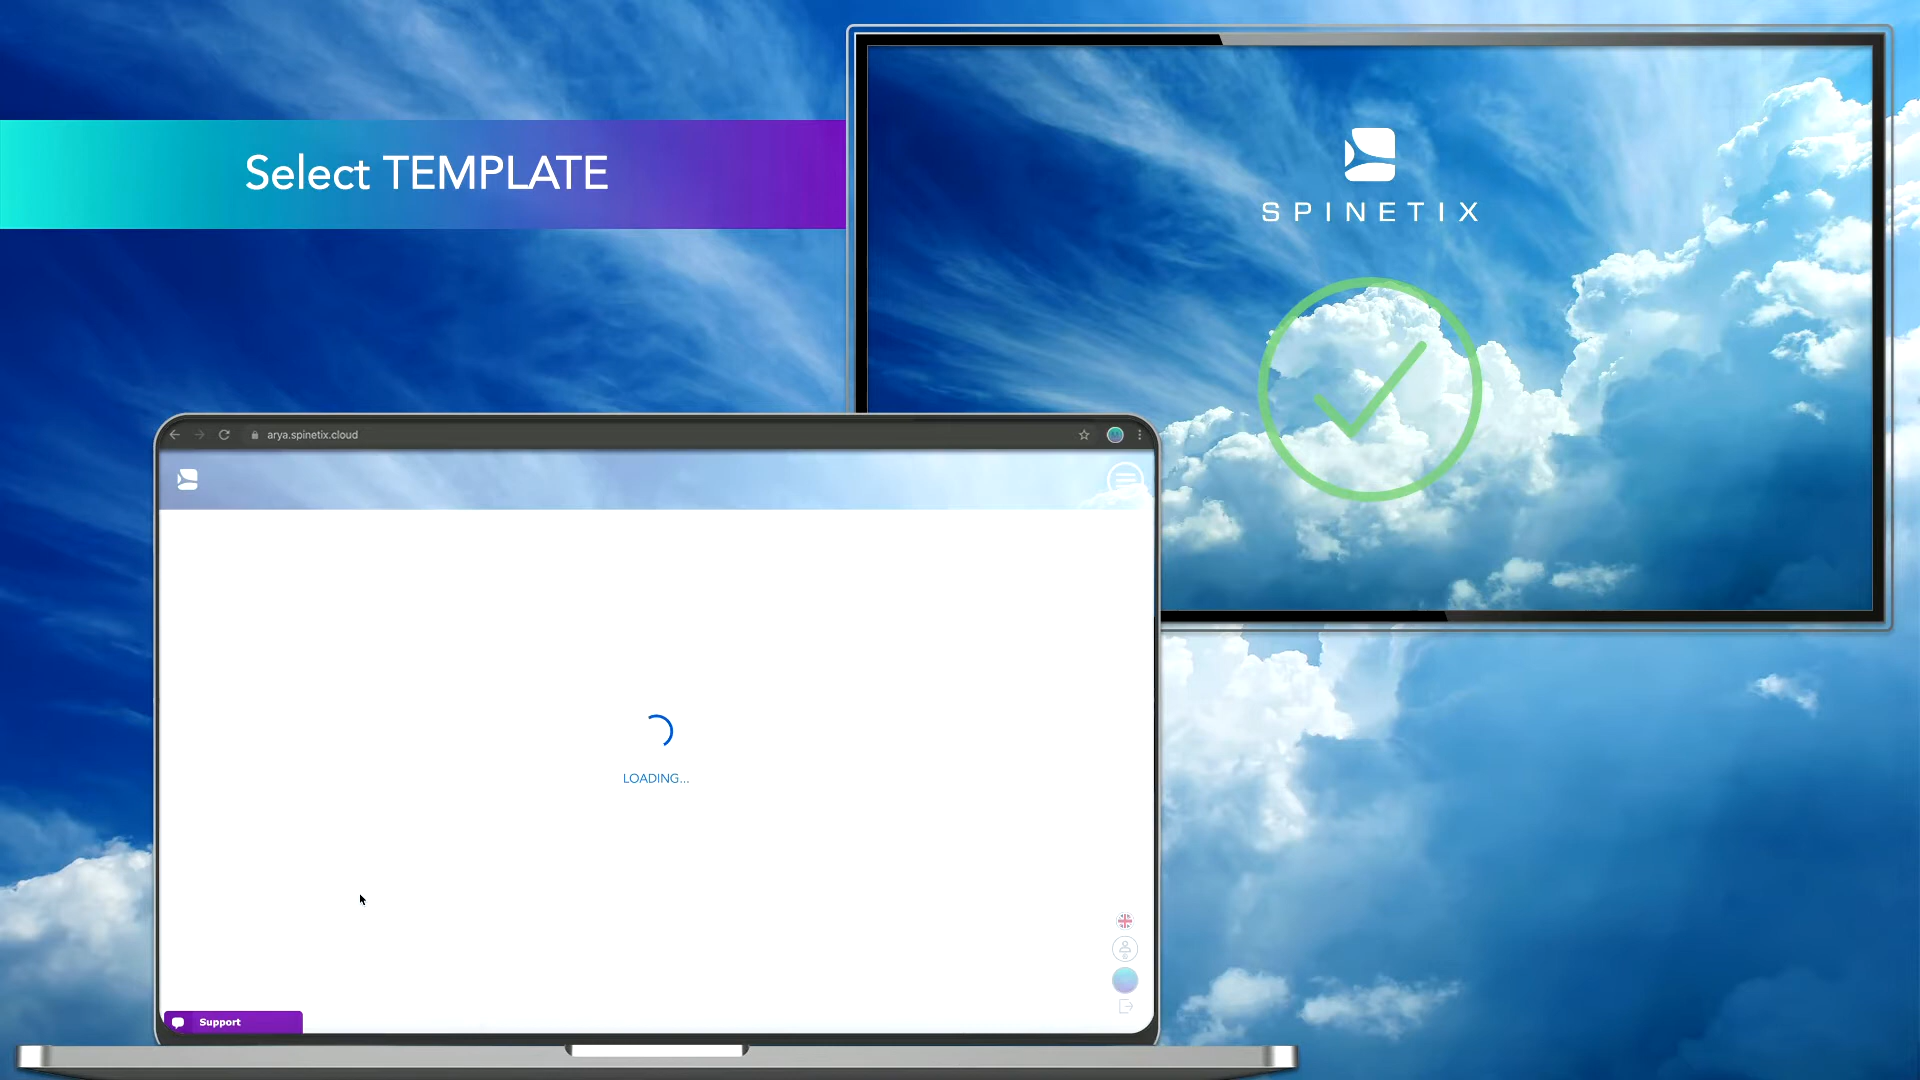 Select TEMPLATE
SPINETIX
arya.spinetix.cloud
LOADING...
Support